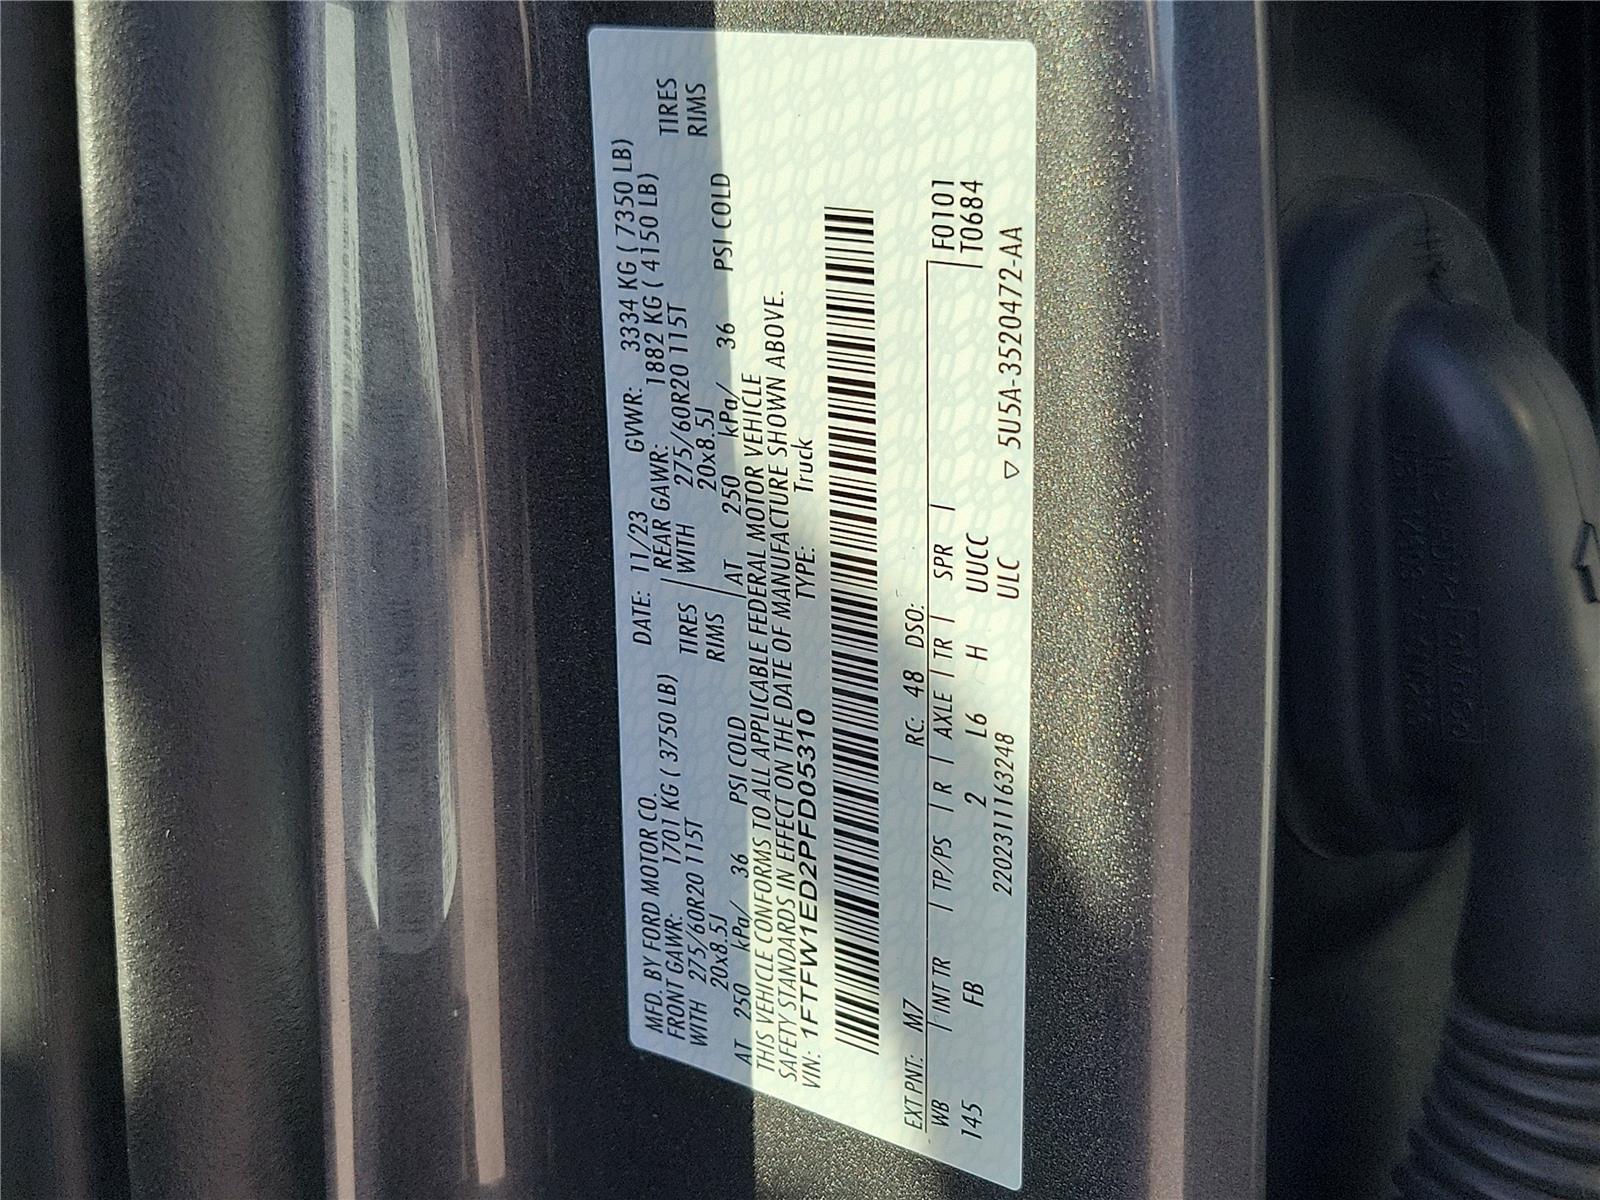 MFD. BY FORD MOTOR CO. DATE: 11/23 GVWR: 3334 KG ( 7350 LB)
FRONT GAWR: 1701 KG ( 3750 LB) REAR GAWR: 1882 KG ( 4150 LB)
WITH 275/60R20 115T TIRES WITH 275/60R20 115T TIRES
20x8.5J RIMS 20x8.5J RIMS
AT 250 kPa/ 36 PSI COLD AT 250 kPa/ 36 PSI COLD
THIS VEHICLE CONFORMS TO ALL APPLICABLE FEDERAL MOTOR VEHICLE
SAFETY STANDARDS IN EFFECT ON THE DATE OF MANUFACTURE SHOWN ABOVE.
VIN: 1FTFW1ED2PFD05310 TYPE: Truck
EXT PNT: M7 RC: 48 DSO: F0101
WB | INT TR | TP/PS | R | AXLE | TR | SPR | T0684
145 FB 2 L6 H UUCC
2202311163248 ULC ▽ 5U5A-3520472-AA